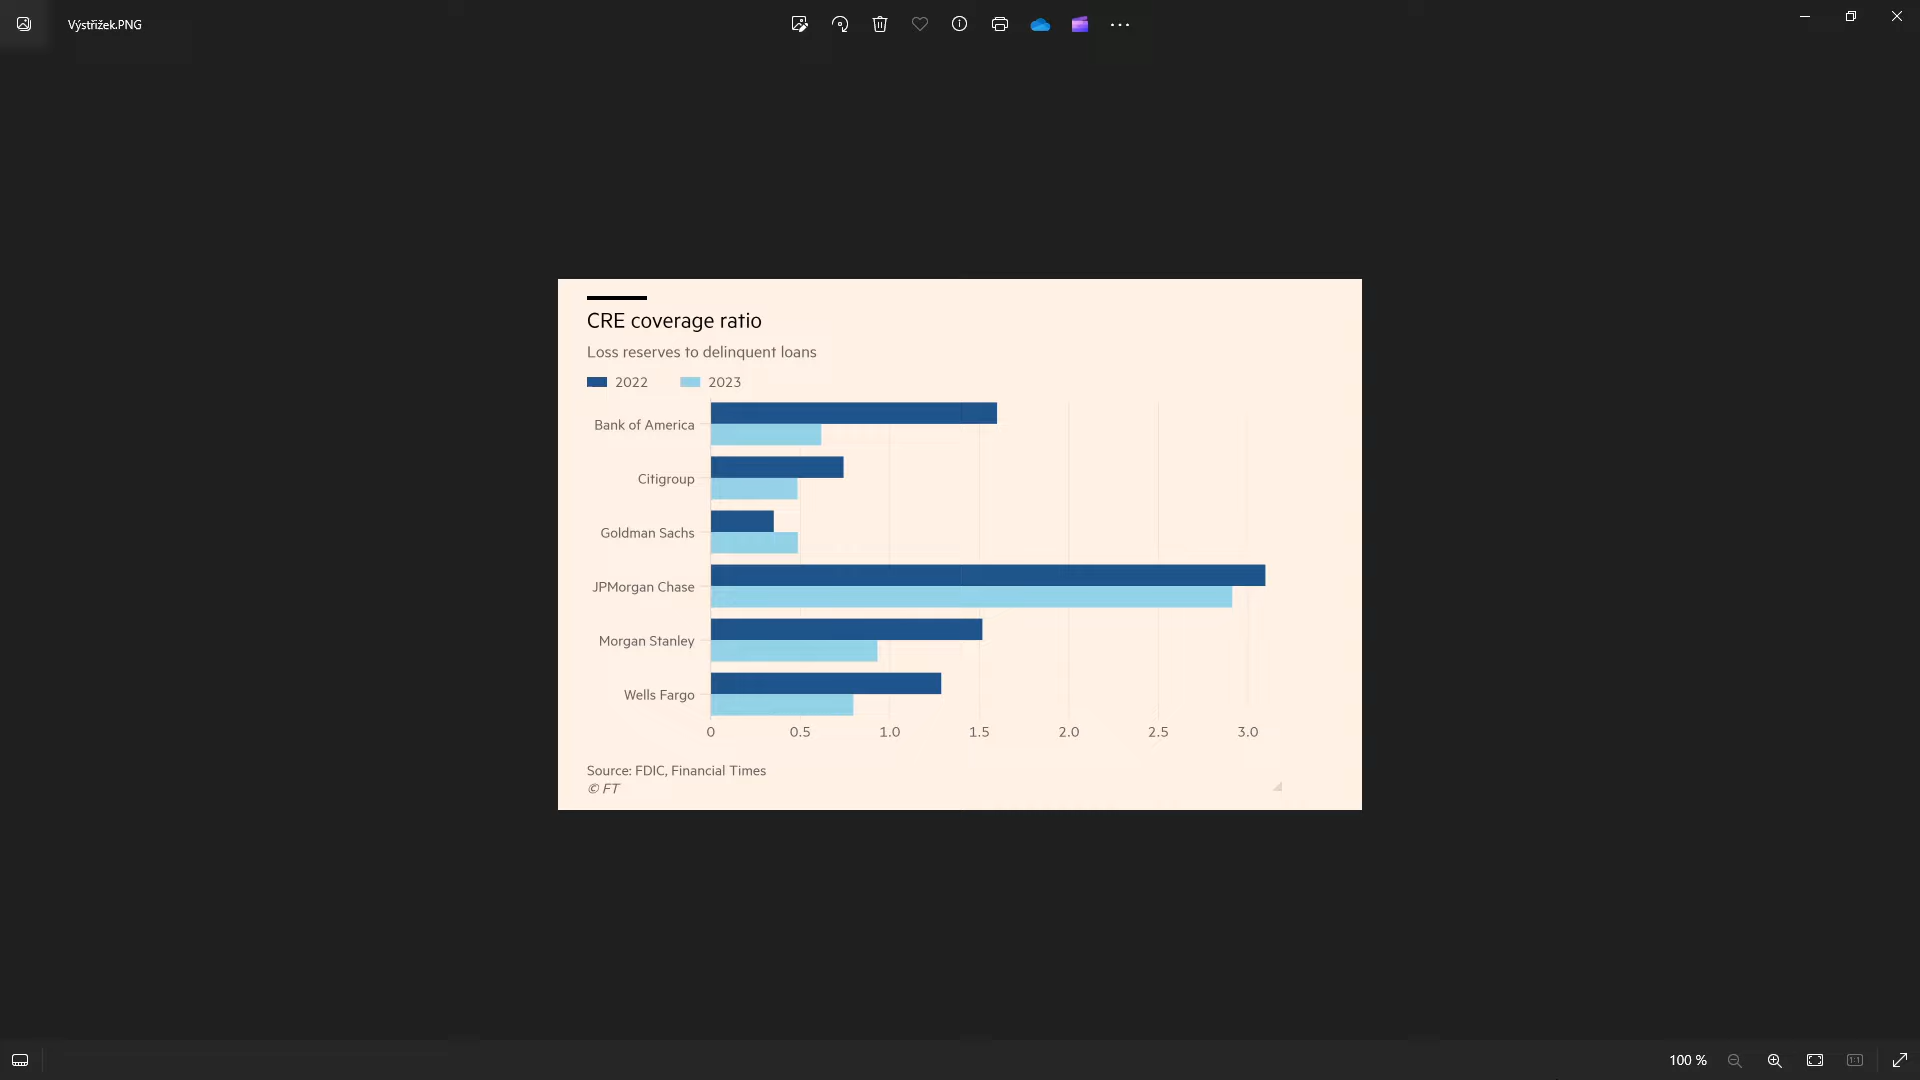 Výstřižek.PNG
CRE coverage ratio
Loss reserves to delinquent loans
2022 2023
Bank of America
Citigroup
Goldman Sachs
JPMorgan Chase
Morgan Stanley
Wells Fargo
0 0.5 1.0 1.5 2.0 2.5 3.0
Source: FDIC, Financial Times
© FT
100 %